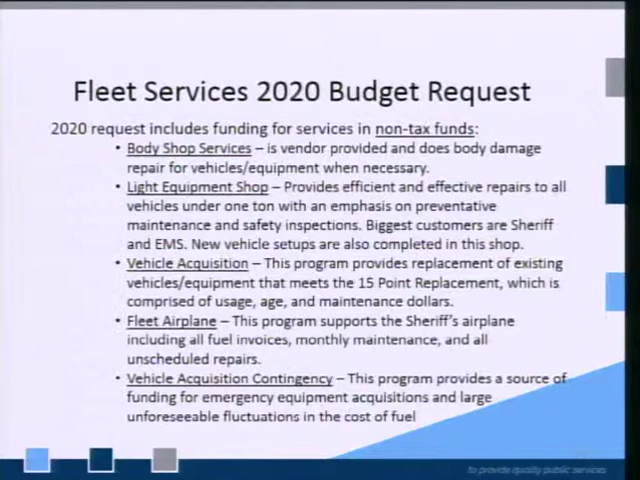 Fleet Services 2020 Budget Request
2020 request includes funding for services in non-tax funds:
• Body Shop Services – is vendor provided and does body damage
repair for vehicles/equipment when necessary.
• Light Equipment Shop – Provides efficient and effective repairs to all
vehicles under one ton with an emphasis on preventative
maintenance and safety inspections. Biggest customers are Sheriff
and EMS. New vehicle setups are also completed in this shop.
• Vehicle Acquisition – This program provides replacement of existing
vehicles/equipment that meets the 15 Point Replacement, which is
comprised of usage, age, and maintenance dollars.
• Fleet Airplane – This program supports the Sheriff's airplane
including all fuel invoices, monthly maintenance, and all
unscheduled repairs.
• Vehicle Acquisition Contingency – This program provides a source of
funding for emergency equipment acquisitions and large
unforeseeable fluctuations in the cost of fuel
to provide quality public services